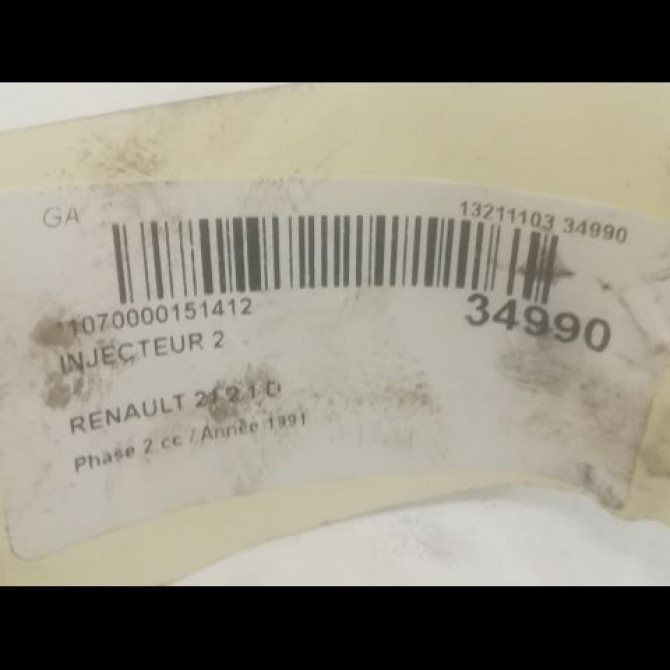 GA
13211103 34990
*1070000151412
34990
INJECTEUR 2
RENAULT 21 2.1 D
Phase 2 cc / Année 1991